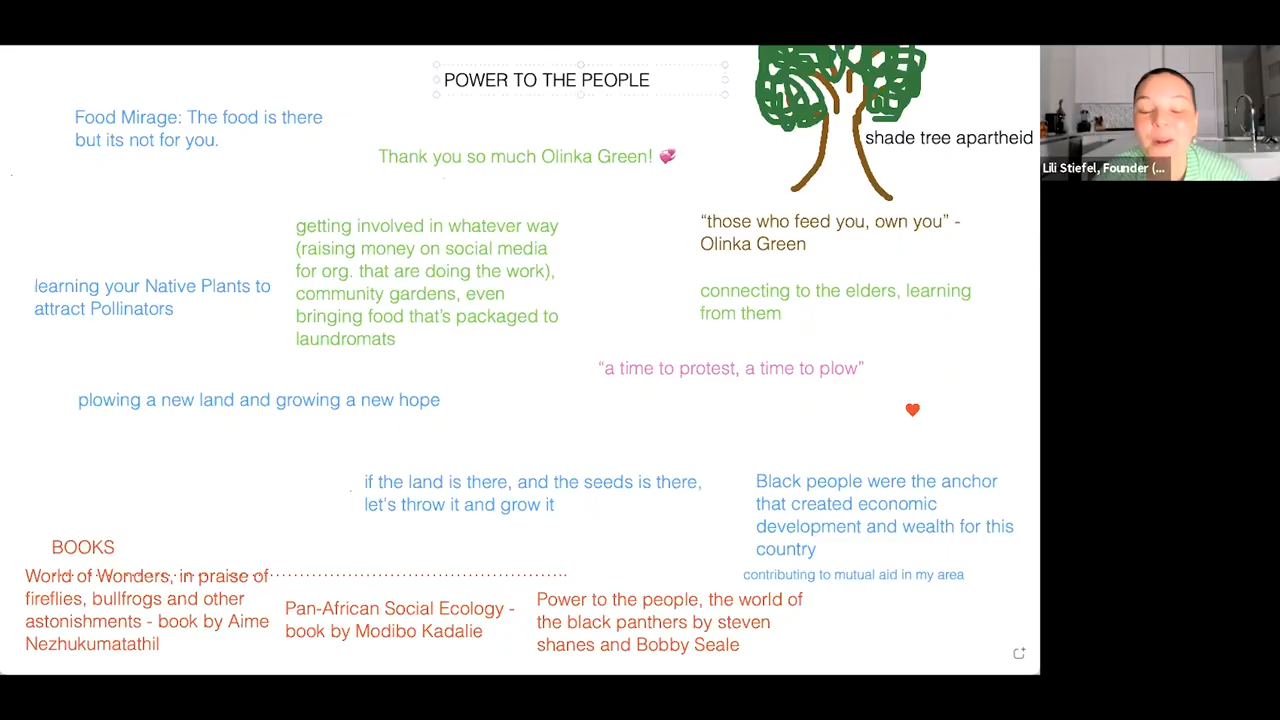 POWER TO THE PEOPLE
Food Mirage: The food is there
but its not for you.
Thank you so much Olinka Green!
shade tree apartheid
Lili Stiefel, Founder (...
"those who feed you, own you" -
Olinka Green
getting involved in whatever way
(raising money on social media
for org. that are doing the work),
community gardens, even
bringing food that's packaged to
laundromats
learning your Native Plants to
attract Pollinators
connecting to the elders, learning
from them
"a time to protest, a time to plow"
plowing a new land and growing a new hope
if the land is there, and the seeds is there,
let's throw it and grow it
Black people were the anchor
that created economic
development and wealth for this
country
contributing to mutual aid in my area
BOOKS
World of Wonders, in praise of
fireflies, bullfrogs and other
astonishments - book by Aime
Nezhukumatathil
Pan-African Social Ecology -
book by Modibo Kadalie
Power to the people, the world of
the black panthers by steven
shanes and Bobby Seale